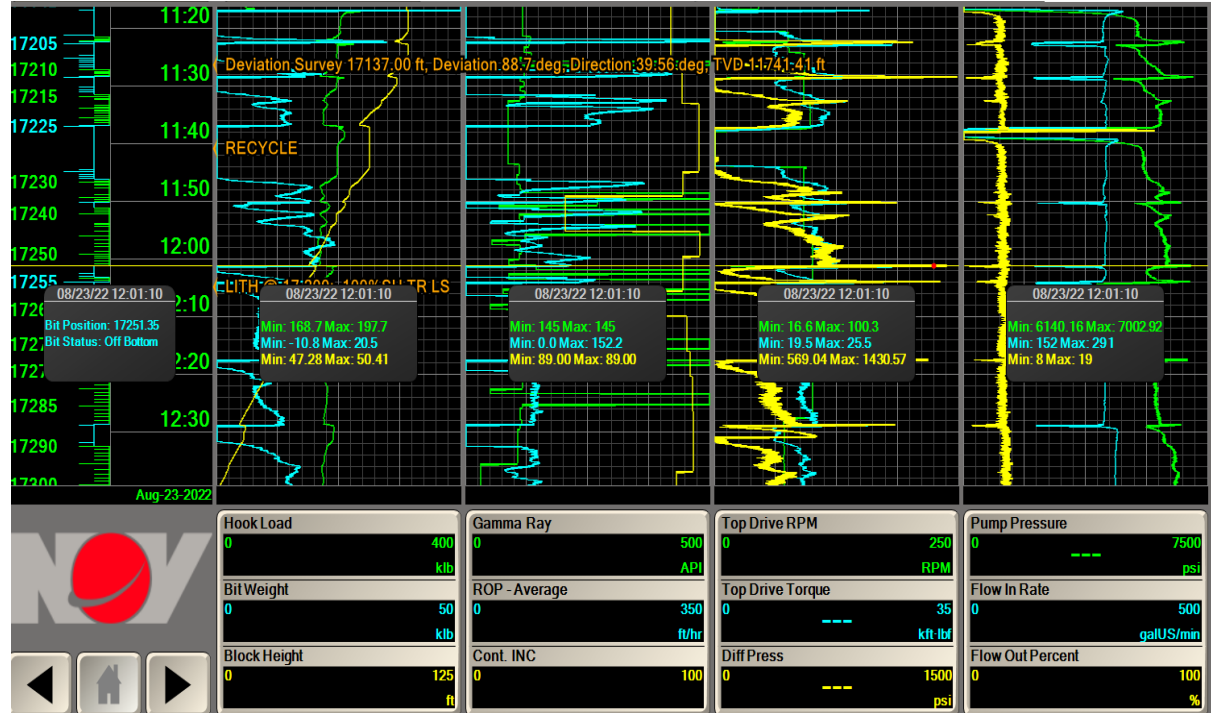 11:20
17205
17210
11:30
Deviation Survey 17137.00 ft, Deviation:88.7 deg, Direction:39.56 deg, TVD 11741.41 ft
17215
17225
11:40
RECYCLE
17230
11:50
17240
12:00
17250
17255
12:10
17285
12:30
17290
17300
Aug-23-2022
08/23/22 12:01:10
Bit Position: 17251.35
Bit Status: Off Bottom
08/23/22 12:01:10
Min: 168.7 Max: 197.7
Min: -10.8 Max: 20.5
Min: 47.28 Max: 50.41
08/23/22 12:01:10
Min: 145 Max: 145
Min: 0.0 Max: 152.2
Min: 89.00 Max: 89.00
08/23/22 12:01:10
Min: 16.6 Max: 100.3
Min: 19.5 Max: 25.5
Min: 569.04 Max: 1430.57
08/23/22 12:01:10
Min: 6140.16 Max: 7002.92
Min: 152 Max: 291
Min: 8 Max: 19
NOV
Hook Load
0 400
klb
Bit Weight
0 50
klb
Block Height
0 125
ft
Gamma Ray
0 500
API
ROP - Average
0 350
ft/hr
Cont. INC
0 100
Top Drive RPM
0 250
RPM
Top Drive Torque
0 35
---
kft·lbf
Diff Press
0 1500
---
psi
Pump Pressure
0 7500
---
psi
Flow In Rate
0 500
galUS/min
Flow Out Percent
0 100
%